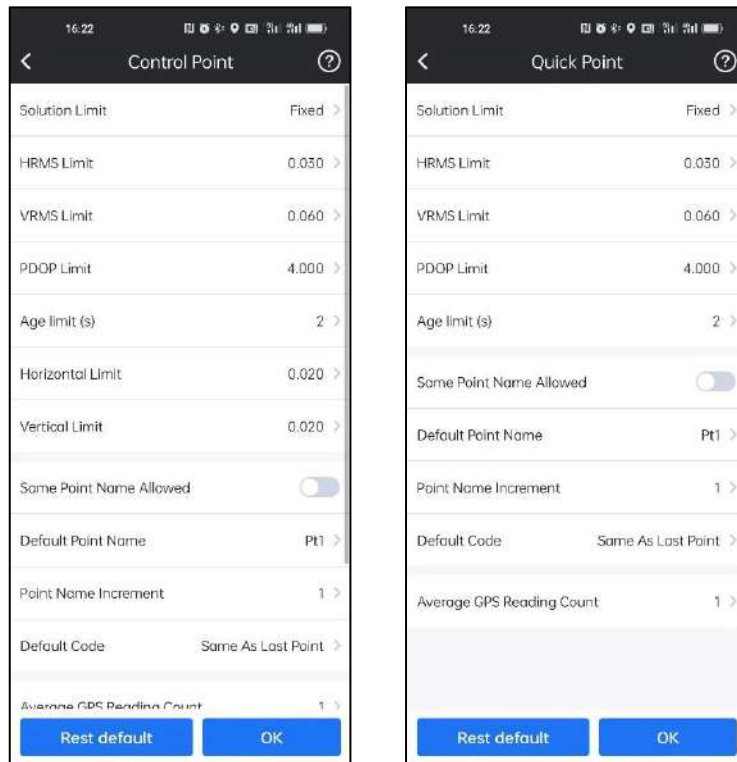 16:22
Control Point
Solution Limit Fixed
HRMS Limit 0.030
VRMS Limit 0.060
PDOP Limit 4.000
Age limit (s) 2
Horizontal Limit 0.020
Vertical Limit 0.020
Same Point Name Allowed
Default Point Name Pt1
Point Name Increment 1
Default Code Same As Last Point
Average GPS Reading Count 1
Rest default OK
16:22
Quick Point
Solution Limit Fixed
HRMS Limit 0.030
VRMS Limit 0.060
PDOP Limit 4.000
Age limit (s) 2
Same Point Name Allowed
Default Point Name Pt1
Point Name Increment 1
Default Code Same As Last Point
Average GPS Reading Count 1
Rest default OK